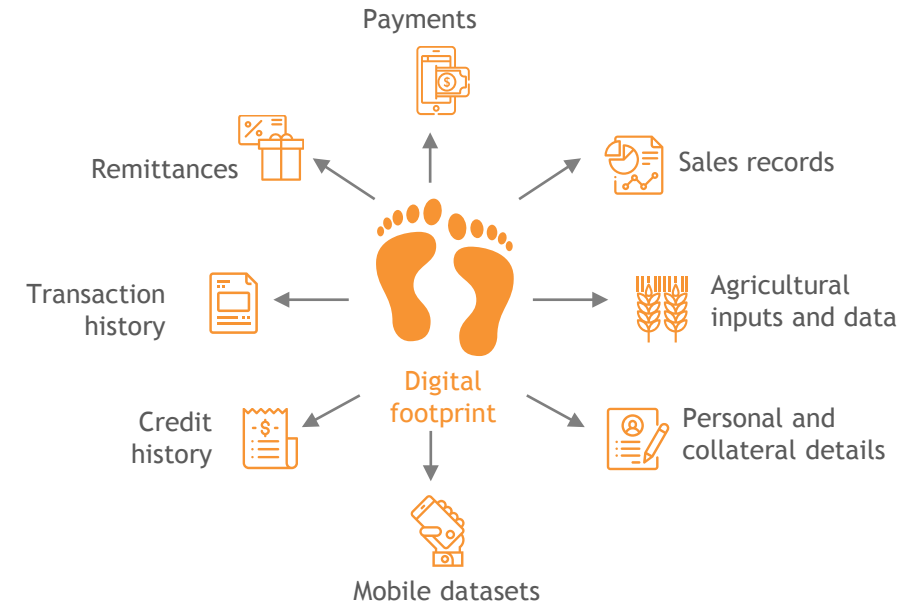 Payments
Remittances
Sales records
Transaction
history
Agricultural
inputs and data
Digital
footprint
Credit
history
Personal and
collateral details
Mobile datasets